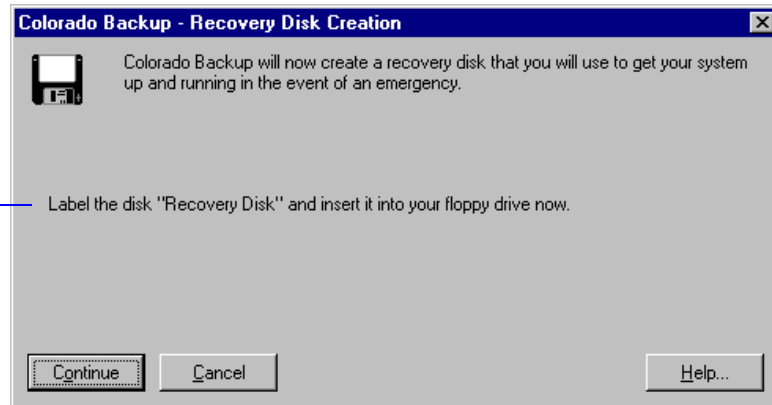 Colorado Backup - Recovery Disk Creation
Colorado Backup will now create a recovery disk that you will use to get your system
up and running in the event of an emergency.
Label the disk "Recovery Disk" and insert it into your floppy drive now.
Continue
Cancel
Help...